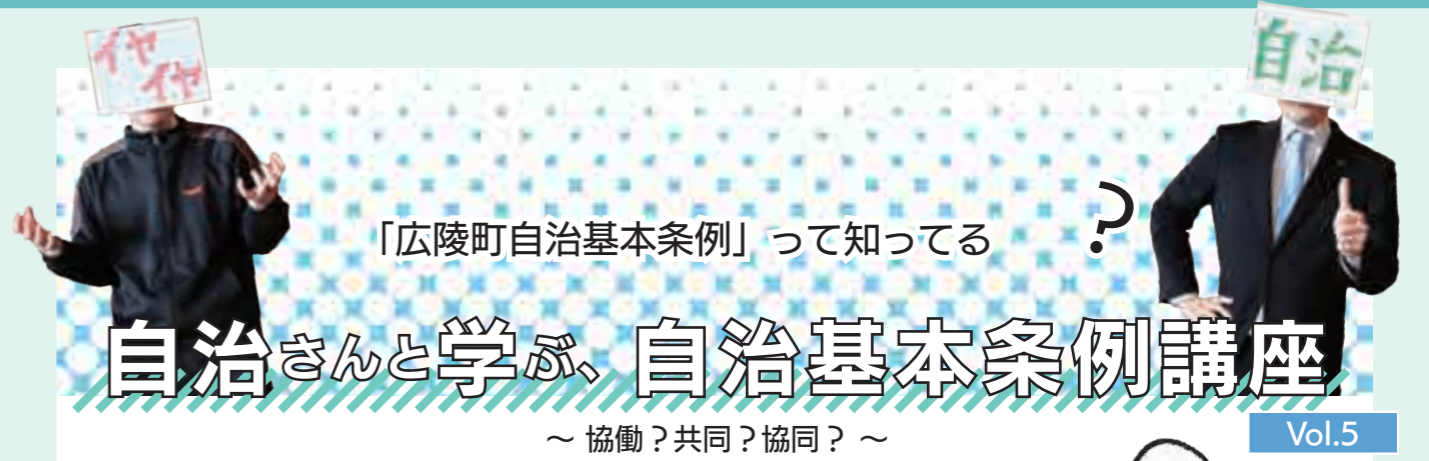 イヤ
イヤ
自治
「広陵町自治基本条例」って知ってる？
自治さんと学ぶ、自治基本条例講座
～ 協働？共同？協同？ ～
Vol.5